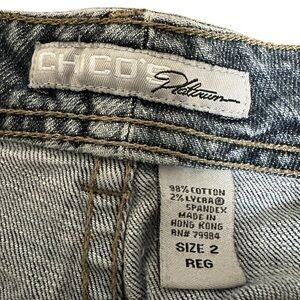 CHICO'S Platinum
98% COTTON
2% LYCRA®
SPANDEX
MADE IN
HONG KONG
RN# 79984
SIZE 2
REG